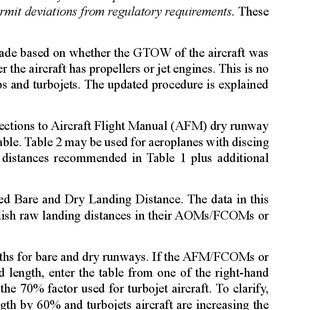 rmit deviations from regulatory requirements. These
ade based on whether the GTOW of the aircraft was
er the aircraft has propellers or jet engines. This is no
ps and turbojets. The updated procedure is explained
ections to Aircraft Flight Manual (AFM) dry runway
able. Table 2 may be used for aeroplanes with discing
distances recommended in Table 1 plus additional
ed Bare and Dry Landing Distance. The data in this
lish raw landing distances in their AOMs/FCOMs or
ths for bare and dry runways. If the AFM/FCOMs or
d length, enter the table from one of the right-hand
the 70% factor used for turbojet aircraft. To clarify,
gth by 60% and turbojets aircraft are increasing the